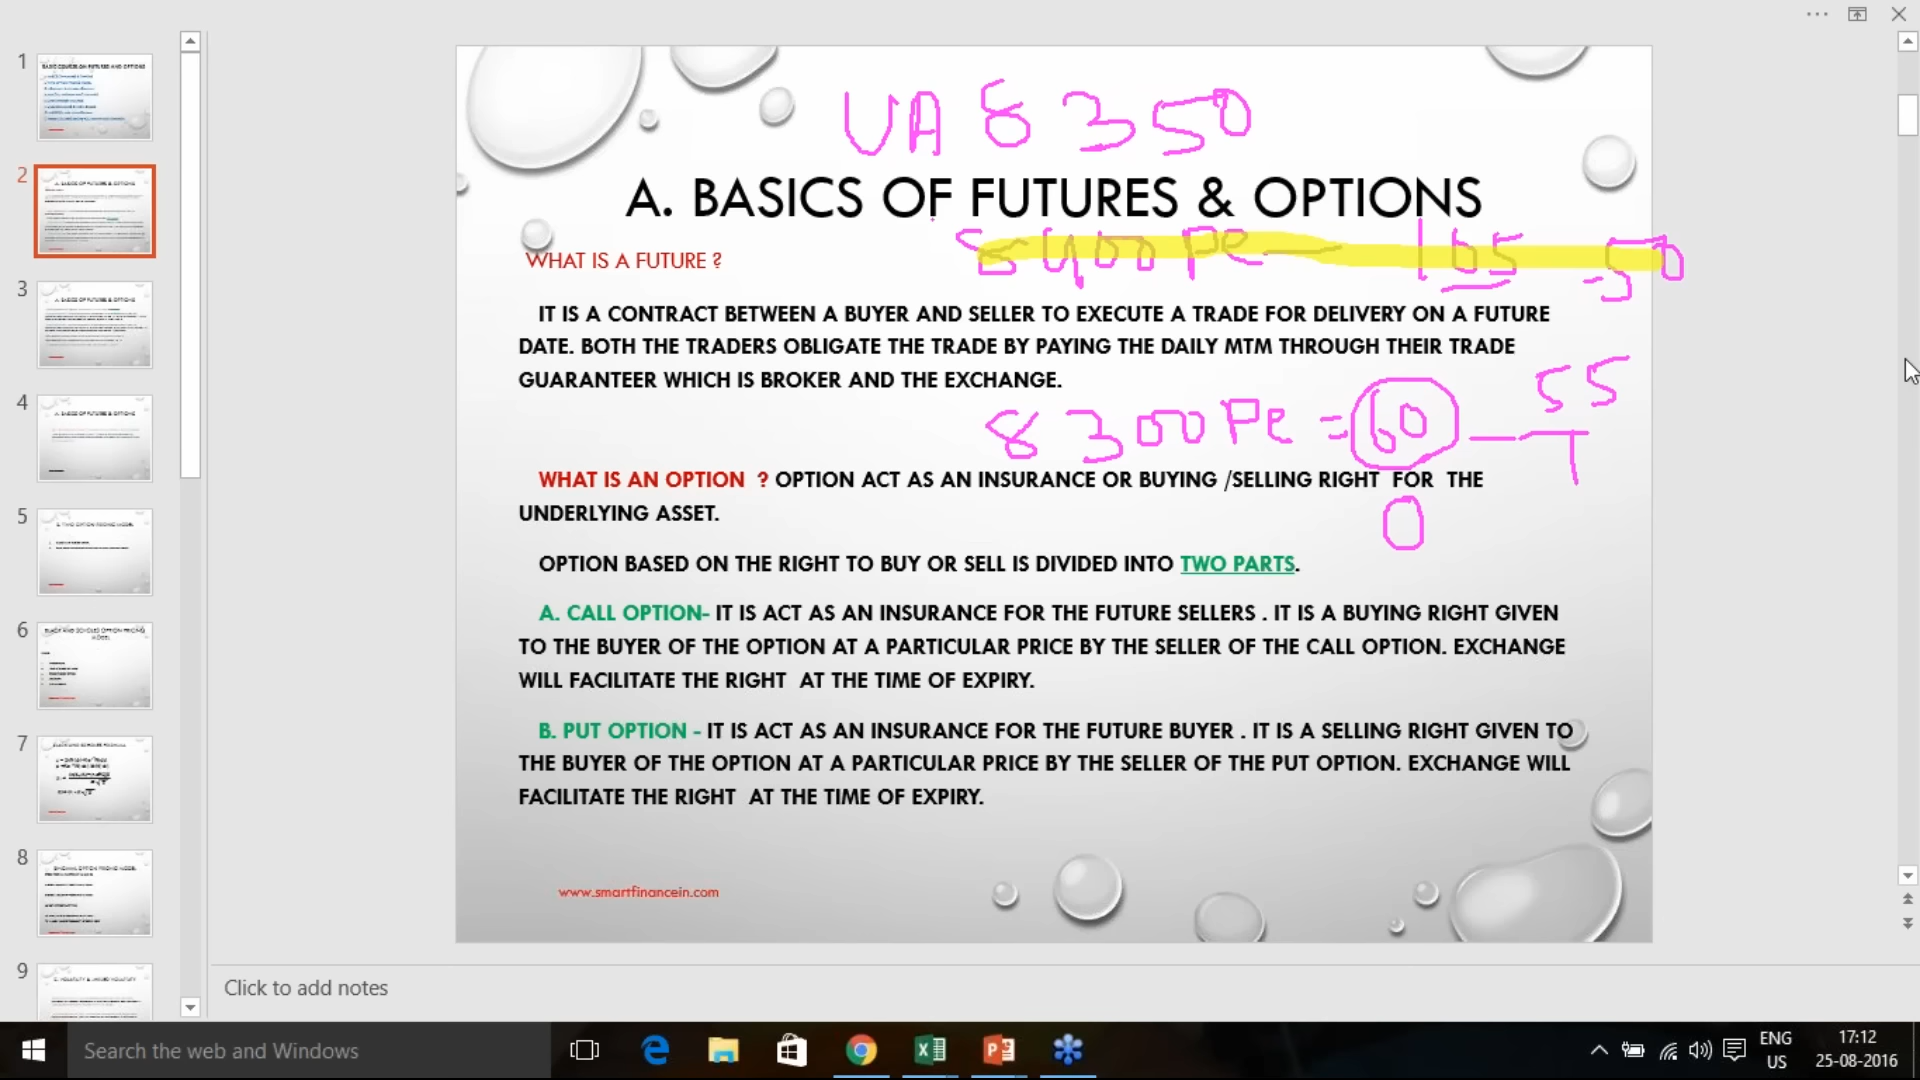 1
2
3
4
5
6
7
8
9
UA 8350
A. BASICS OF FUTURES & OPTIONS
8400 Pe — 105 - 50
WHAT IS A FUTURE ?
IT IS A CONTRACT BETWEEN A BUYER AND SELLER TO EXECUTE A TRADE FOR DELIVERY ON A FUTURE
DATE. BOTH THE TRADERS OBLIGATE THE TRADE BY PAYING THE DAILY MTM THROUGH THEIR TRADE
GUARANTEER WHICH IS BROKER AND THE EXCHANGE.
8300 Pe = 60 — 55
0
WHAT IS AN OPTION ? OPTION ACT AS AN INSURANCE OR BUYING /SELLING RIGHT FOR THE
UNDERLYING ASSET.
OPTION BASED ON THE RIGHT TO BUY OR SELL IS DIVIDED INTO TWO PARTS.
A. CALL OPTION- IT IS ACT AS AN INSURANCE FOR THE FUTURE SELLERS . IT IS A BUYING RIGHT GIVEN
TO THE BUYER OF THE OPTION AT A PARTICULAR PRICE BY THE SELLER OF THE CALL OPTION. EXCHANGE
WILL FACILITATE THE RIGHT AT THE TIME OF EXPIRY.
B. PUT OPTION - IT IS ACT AS AN INSURANCE FOR THE FUTURE BUYER . IT IS A SELLING RIGHT GIVEN TO
THE BUYER OF THE OPTION AT A PARTICULAR PRICE BY THE SELLER OF THE PUT OPTION. EXCHANGE WILL
FACILITATE THE RIGHT AT THE TIME OF EXPIRY.
www.smartfinancein.com
Click to add notes
Search the web and Windows
ENG
US
17:12
25-08-2016